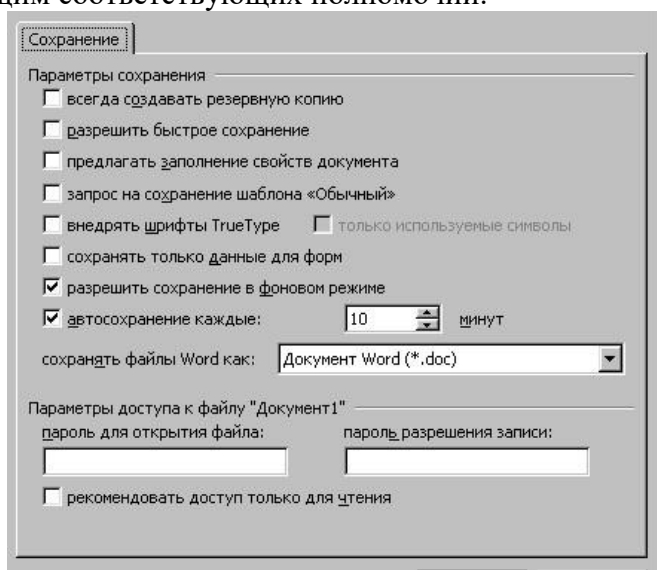 соответствующих полномочий.
Сохранение
Параметры сохранения
всегда создавать резервную копию
разрешить быстрое сохранение
предлагать заполнение свойств документа
запрос на сохранение шаблона «Обычный»
внедрять шрифты TrueType только используемые символы
сохранять только данные для форм
разрешить сохранение в фоновом режиме
автосохранение каждые: 10 минут
сохранять файлы Word как: Документ Word (*.doc)
Параметры доступа к файлу "Документ1"
пароль для открытия файла: пароль разрешения записи:
рекомендовать доступ только для чтения